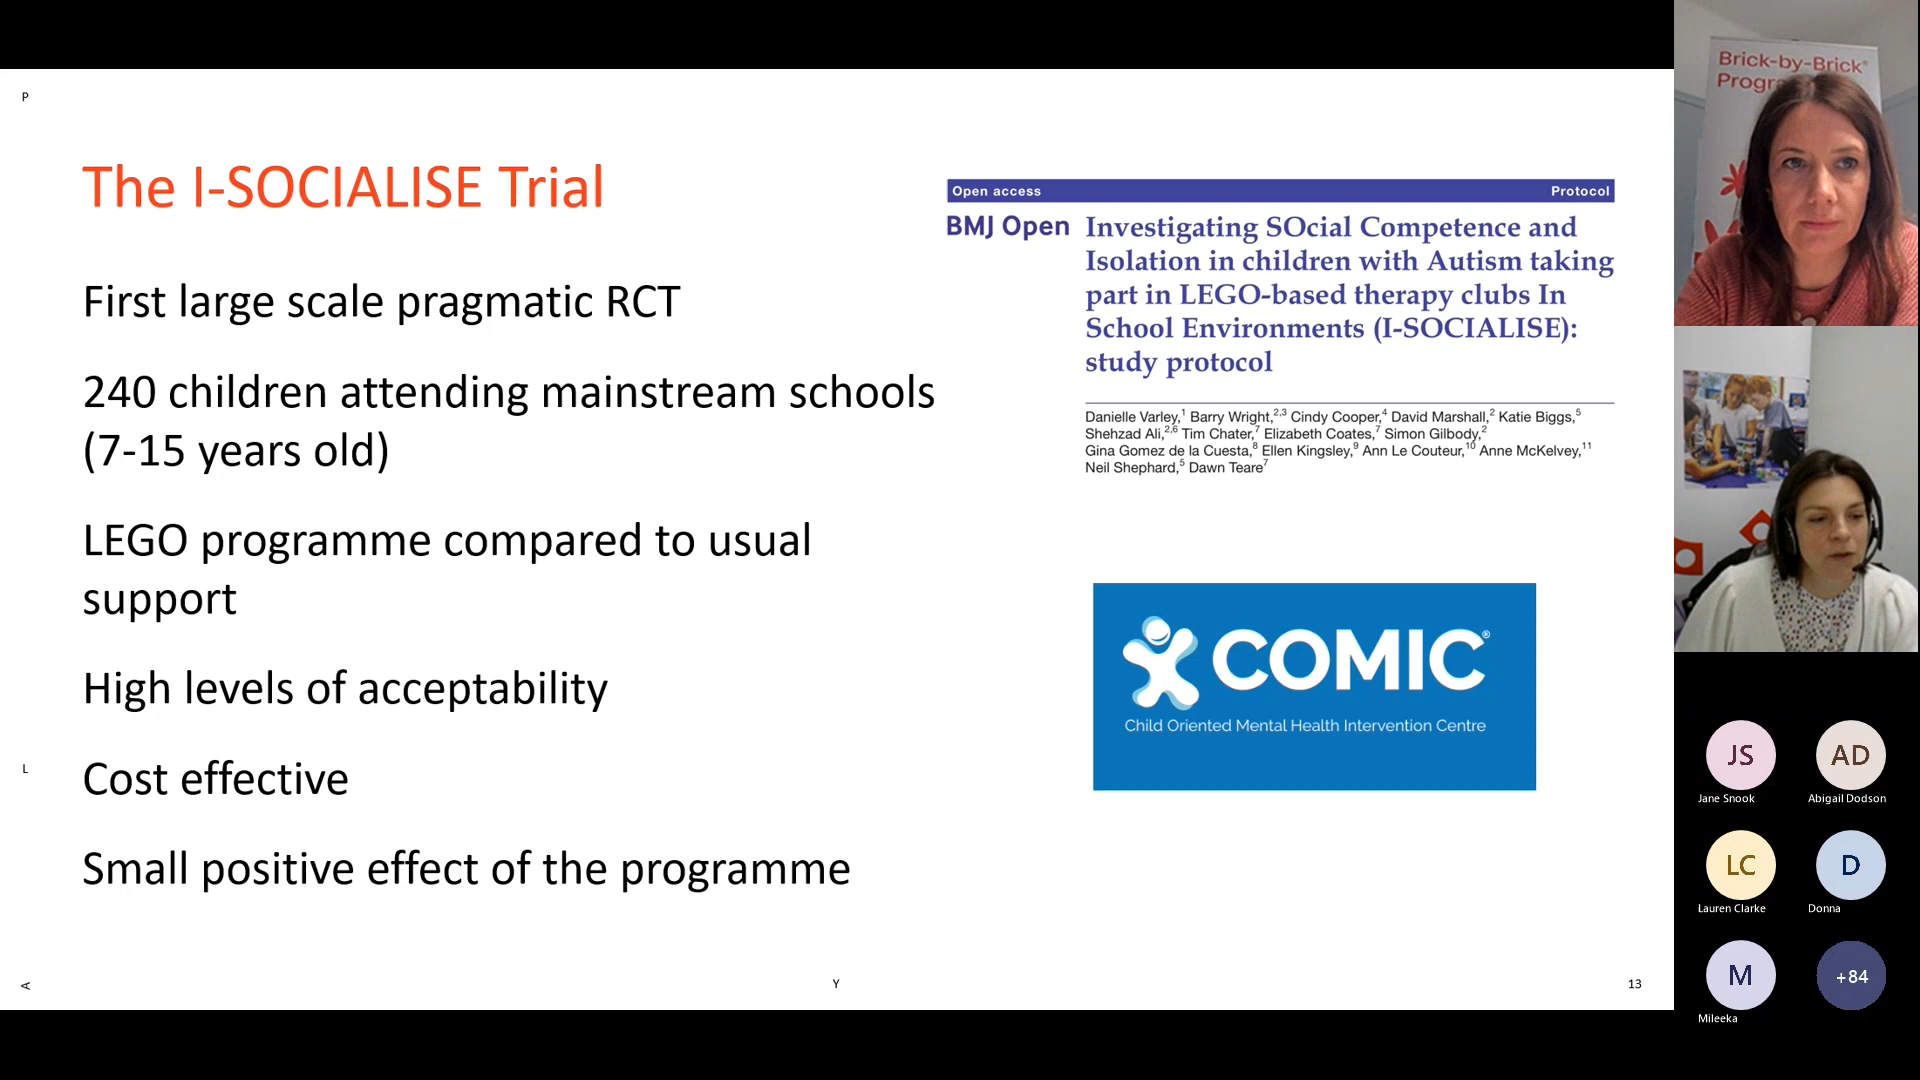 P
The I-SOCIALISE Trial
First large scale pragmatic RCT
240 children attending mainstream schools
(7-15 years old)
LEGO programme compared to usual
support
High levels of acceptability
Cost effective
Small positive effect of the programme
L
A
Y
13
Open access
Protocol
BMJ Open
Investigating SOcial Competence and
Isolation in children with Autism taking
part in LEGO-based therapy clubs In
School Environments (I-SOCIALISE):
study protocol
Danielle Varley,1 Barry Wright,2,3 Cindy Cooper,4 David Marshall,2 Katie Biggs,5
Shehzad Ali,2,6 Tim Chater,7 Elizabeth Coates,7 Simon Gilbody,2
Gina Gomez de la Cuesta,8 Ellen Kingsley,9 Ann Le Couteur,10 Anne McKelvey,11
Neil Shephard,5 Dawn Teare7
COMIC®
Child Oriented Mental Health Intervention Centre
Brick-by-Brick®
JS
Jane Snook
AD
Abigail Dodson
LC
Lauren Clarke
D
Donna
M
Mileeka
+84